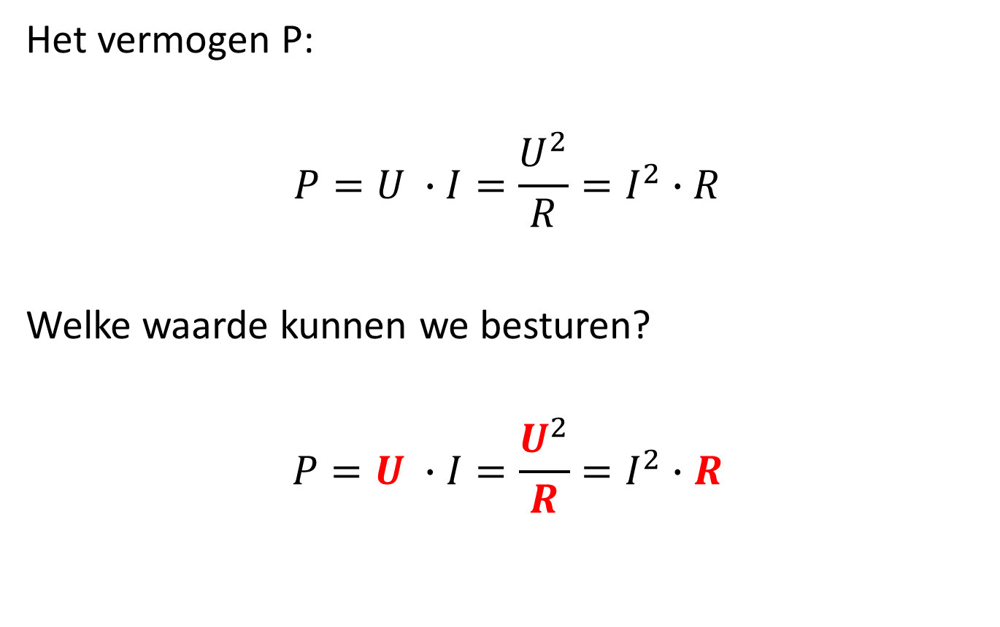 Het vermogen P:
P = U · I = U²/R = I² · R
Welke waarde kunnen we besturen?
P = U · I = U²/R = I² · R